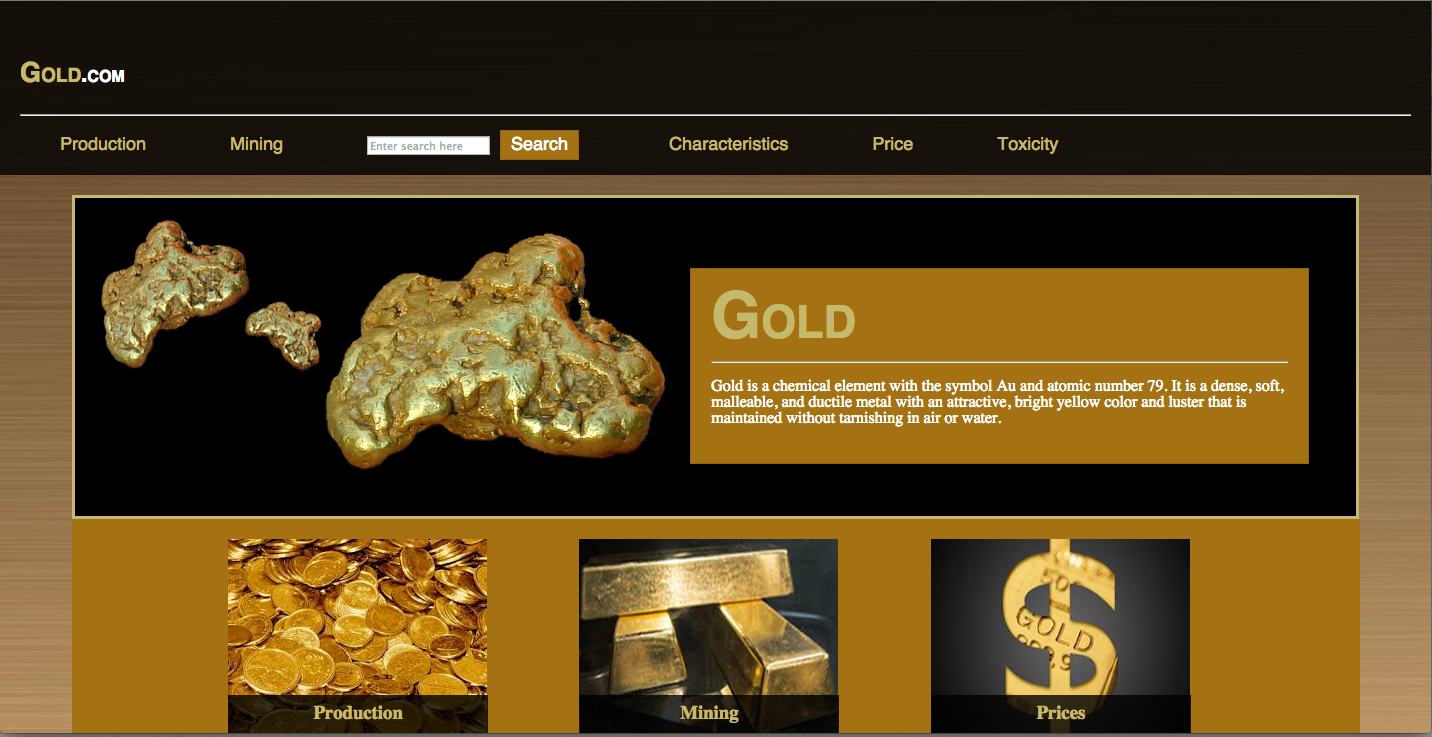 GOLD.COM
Production Mining Enter search here Search Characteristics Price Toxicity
GOLD
Gold is a chemical element with the symbol Au and atomic number 79. It is a dense, soft,
malleable, and ductile metal with an attractive, bright yellow color and luster that is
maintained without tarnishing in air or water.
GOLD
Production Mining Prices